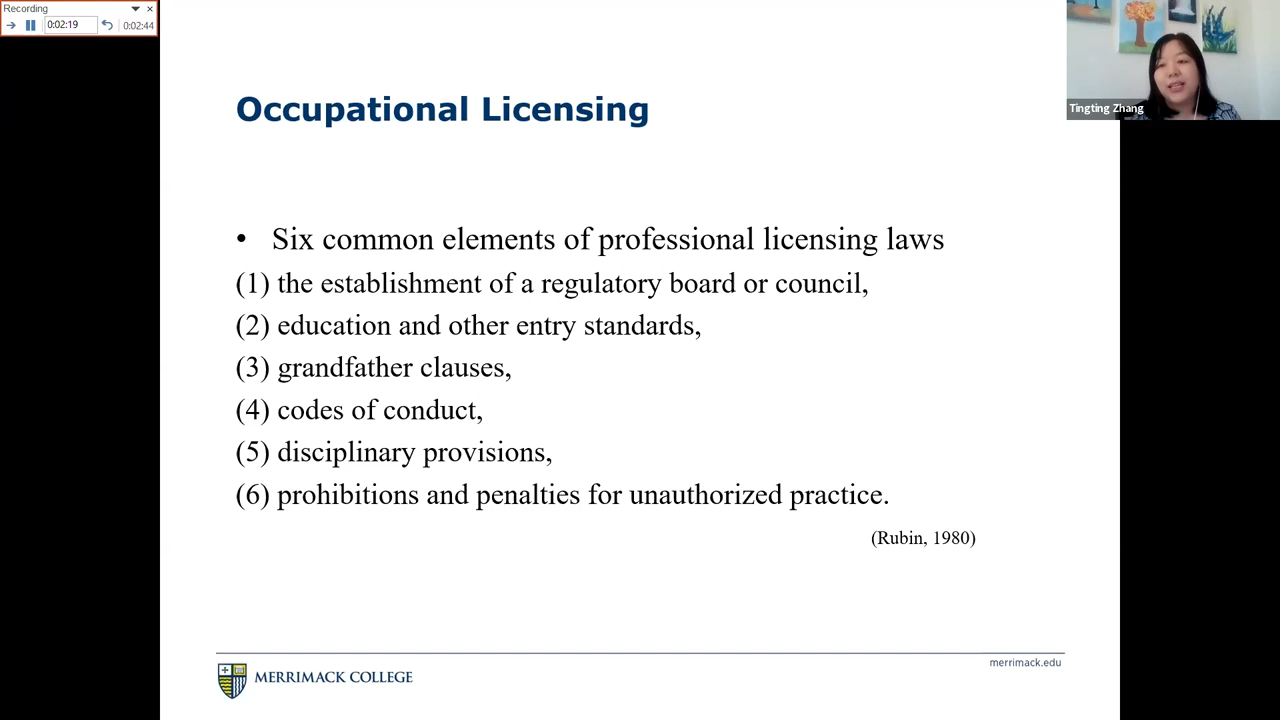 Recording
0:02:19
0:02:44
Tingting Zhang
Occupational Licensing
• Six common elements of professional licensing laws
(1) the establishment of a regulatory board or council,
(2) education and other entry standards,
(3) grandfather clauses,
(4) codes of conduct,
(5) disciplinary provisions,
(6) prohibitions and penalties for unauthorized practice.
(Rubin, 1980)
merrimack.edu
MERRIMACK COLLEGE